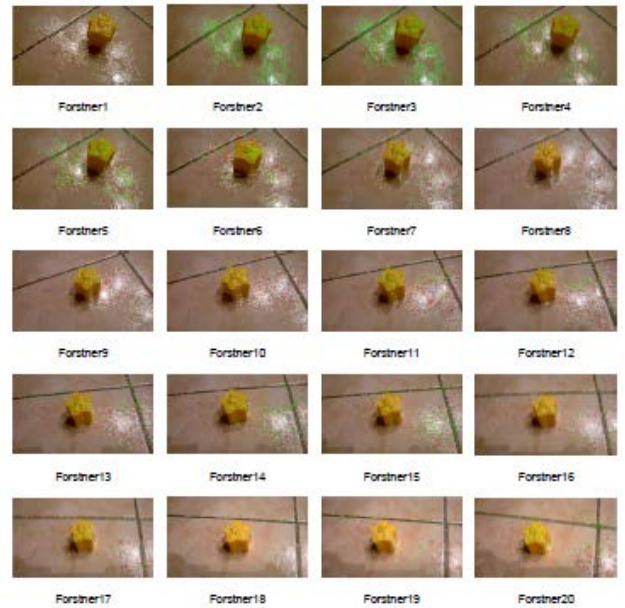 Forstner1 Forstner2 Forstner3 Forstner4
Forstner5 Forstner6 Forstner7 Forstner8
Forstner9 Forstner10 Forstner11 Forstner12
Forstner13 Forstner14 Forstner15 Forstner16
Forstner17 Forstner18 Forstner19 Forstner20